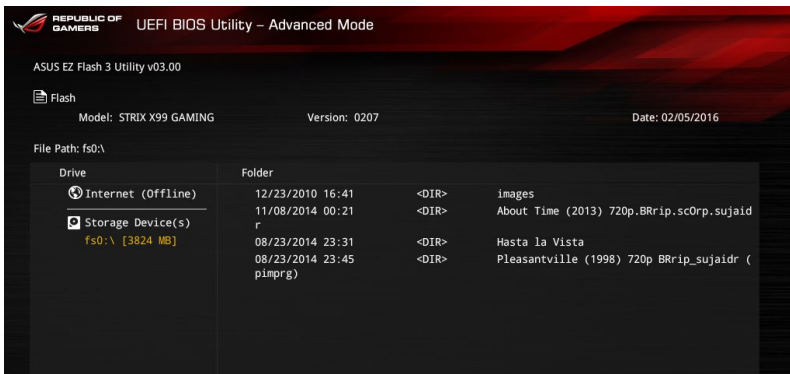 REPUBLIC OF
GAMERS
UEFI BIOS Utility – Advanced Mode
ASUS EZ Flash 3 Utility v03.00
Flash
Model: STRIX X99 GAMING Version: 0207 Date: 02/05/2016
File Path: fs0:\
Drive Folder
Internet (Offline) 12/23/2010 16:41 <DIR> images
11/08/2014 00:21 <DIR> About Time (2013) 720p.BRrip.scOrp.sujaid
Storage Device(s) r
fs0:\ [3824 MB] 08/23/2014 23:31 <DIR> Hasta la Vista
08/23/2014 23:45 <DIR> Pleasantville (1998) 720p BRrip_sujaidr (
pimprg)